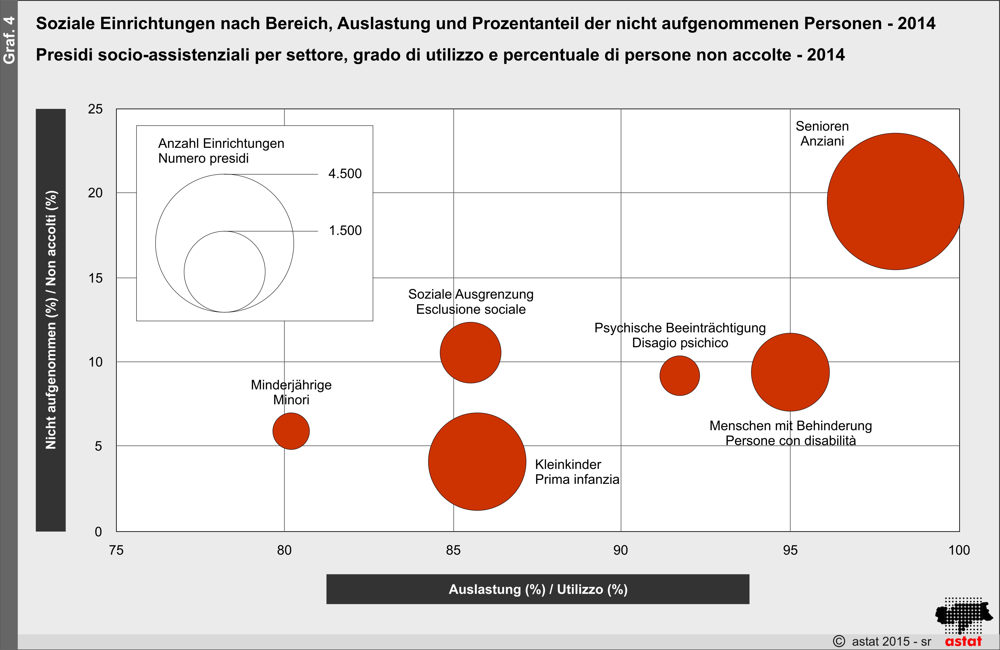 Graf. 4
Soziale Einrichtungen nach Bereich, Auslastung und Prozentanteil der nicht aufgenommenen Personen - 2014
Presidi socio-assistenziali per settore, grado di utilizzo e percentuale di persone non accolte - 2014
Nicht aufgenommen (%) / Non accolti (%)
25
20
15
10
5
0
Anzahl Einrichtungen
Numero presidi
4.500
1.500
Senioren
Anziani
Soziale Ausgrenzung
Esclusione sociale
Psychische Beeinträchtigung
Disagio psichico
Minderjährige
Minori
Menschen mit Behinderung
Persone con disabilità
Kleinkinder
Prima infanzia
75
80
85
90
95
100
Auslastung (%) / Utilizzo (%)
© astat 2015 - sr
astat